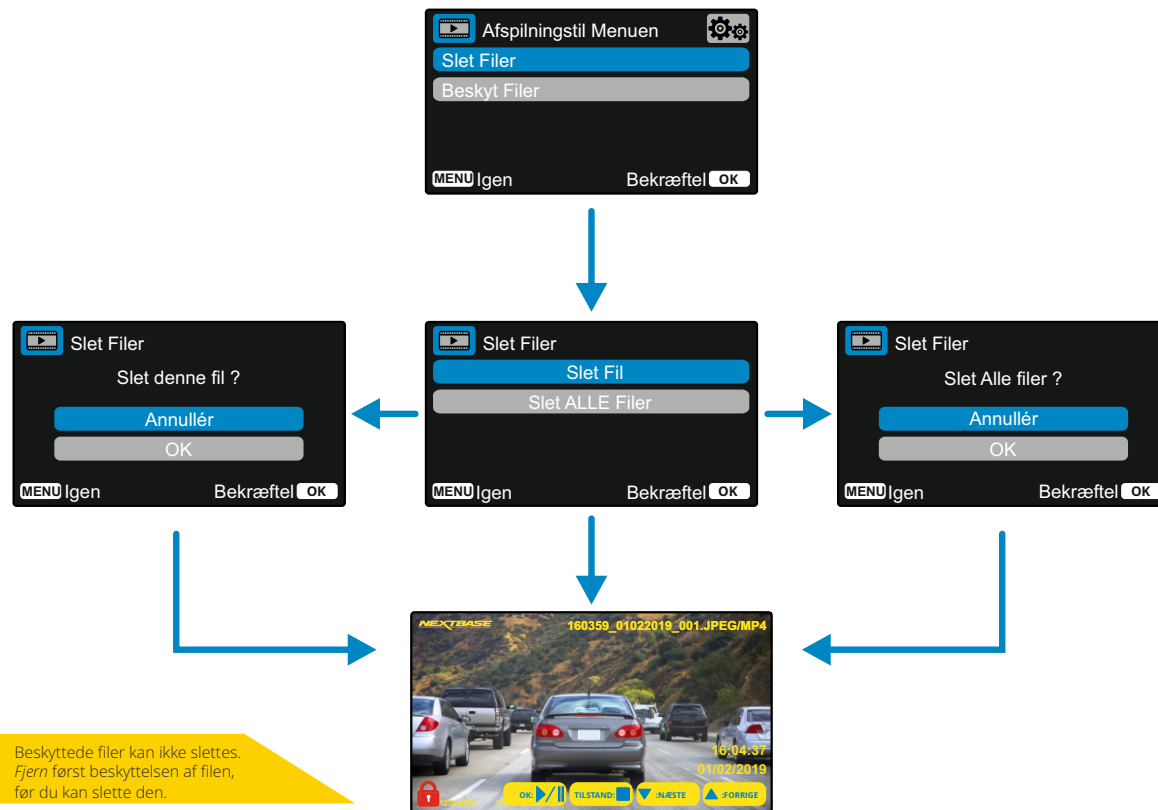 Afspilningstil Menuen
Slet Filer
Beskyt Filer
MENU Igen
Bekræftel OK
Slet Filer
Slet denne fil ?
Annullér
OK
MENU Igen
Bekræftel OK
Slet Filer
Slet Fil
Slet ALLE Filer
MENU Igen
Bekræftel OK
Slet Filer
Slet Alle filer ?
Annullér
OK
MENU Igen
Bekræftel OK
NEXTBASE
160359_01022019_001.JPEG/MP4
16:04:37
01/02/2019
OK:
TILSTAND:
:NÆSTE
:FORRIGE
Beskyttede filer kan ikke slettes.
Fjern først beskyttelsen af filen,
før du kan slette den.